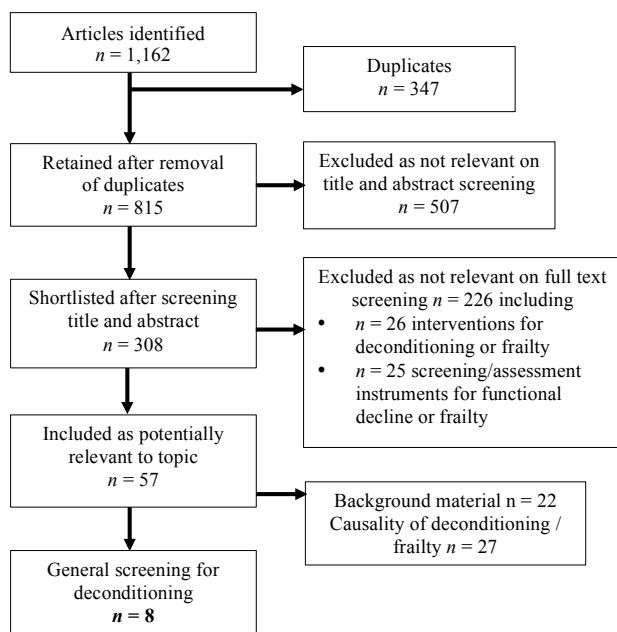 Articles identified
n = 1,162
Duplicates
n = 347
Retained after removal
of duplicates
n = 815
Excluded as not relevant on
title and abstract screening
n = 507
Shortlisted after screening
title and abstract
n = 308
Excluded as not relevant on full text
screening n = 226 including
• n = 26 interventions for
deconditioning or frailty
• n = 25 screening/assessment
instruments for functional
decline or frailty
Included as potentially
relevant to topic
n = 57
Background material n = 22
Causality of deconditioning /
frailty n = 27
General screening for
deconditioning
n = 8